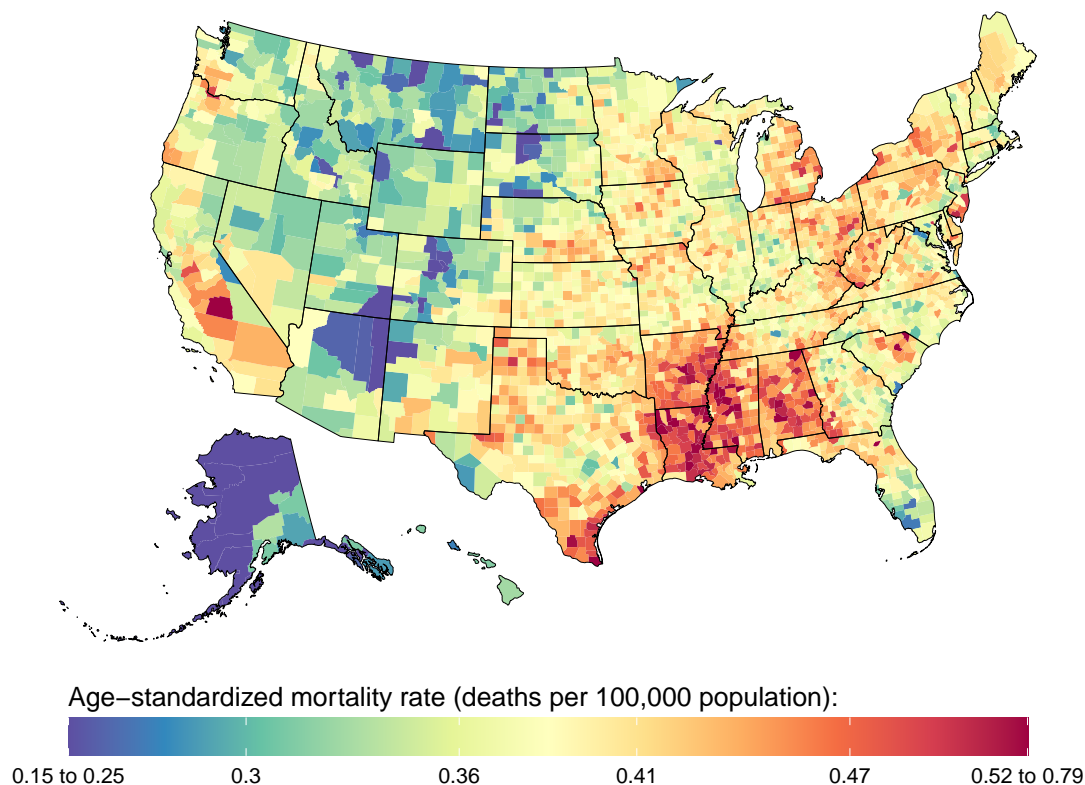 Age−standardized mortality rate (deaths per 100,000 population):
0.15 to 0.25 0.3 0.36 0.41 0.47 0.52 to 0.79